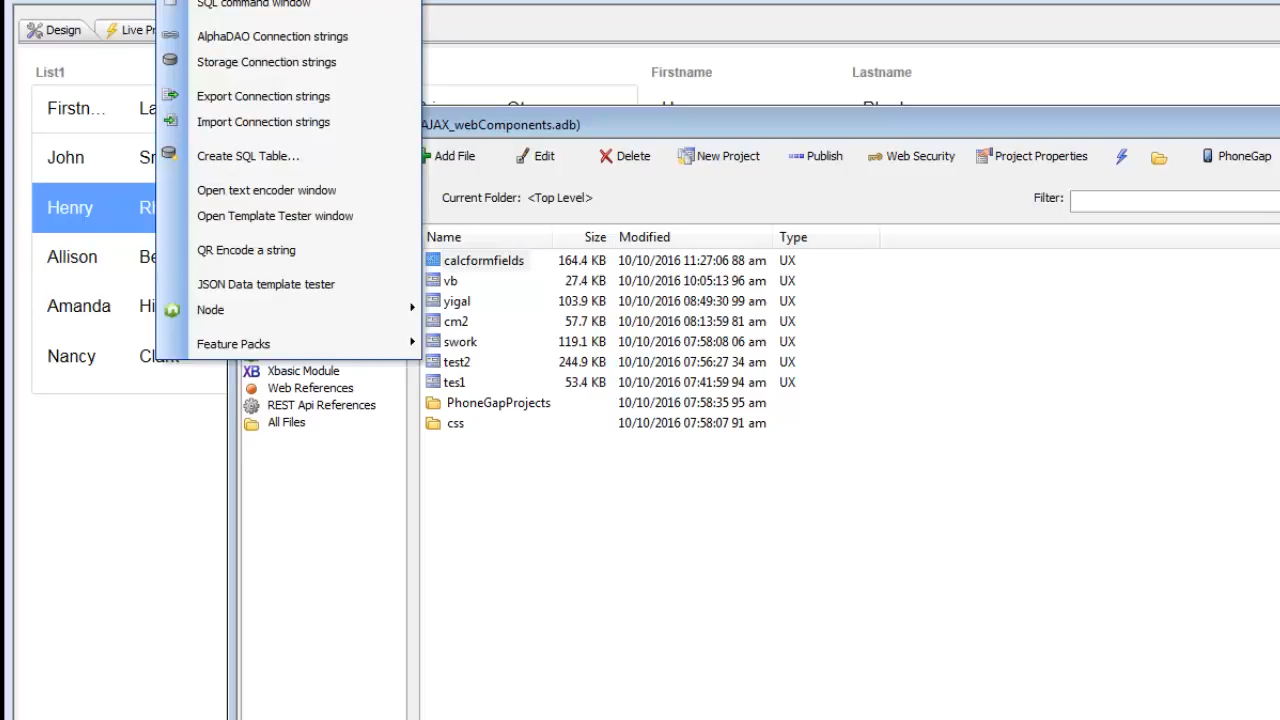 SQL command window
Design
Live Pr
AlphaDAO Connection strings
Storage Connection strings
Export Connection strings
Import Connection strings
Create SQL Table...
Open text encoder window
Open Template Tester window
QR Encode a string
JSON Data template tester
Node
Feature Packs
List1
Firstname
Lastname
Firstn...
La
John
Sr
Henry
Rh
Allison
Be
Amanda
Hi
Nancy
Clark
AJAX_webComponents.adb)
Add File
Edit
Delete
New Project
Publish
Web Security
Project Properties
PhoneGap
Current Folder: <Top Level>
Filter:
Name Size Modified Type
calcformfields 164.4 KB 10/10/2016 11:27:06 88 am UX
vb 27.4 KB 10/10/2016 10:05:13 96 am UX
yigal 103.9 KB 10/10/2016 08:49:30 99 am UX
cm2 57.7 KB 10/10/2016 08:13:59 81 am UX
swork 119.1 KB 10/10/2016 07:58:08 06 am UX
test2 244.9 KB 10/10/2016 07:56:27 34 am UX
tes1 53.4 KB 10/10/2016 07:41:59 94 am UX
PhoneGapProjects 10/10/2016 07:58:35 95 am
css 10/10/2016 07:58:07 91 am
XB Xbasic Module
Web References
REST Api References
All Files